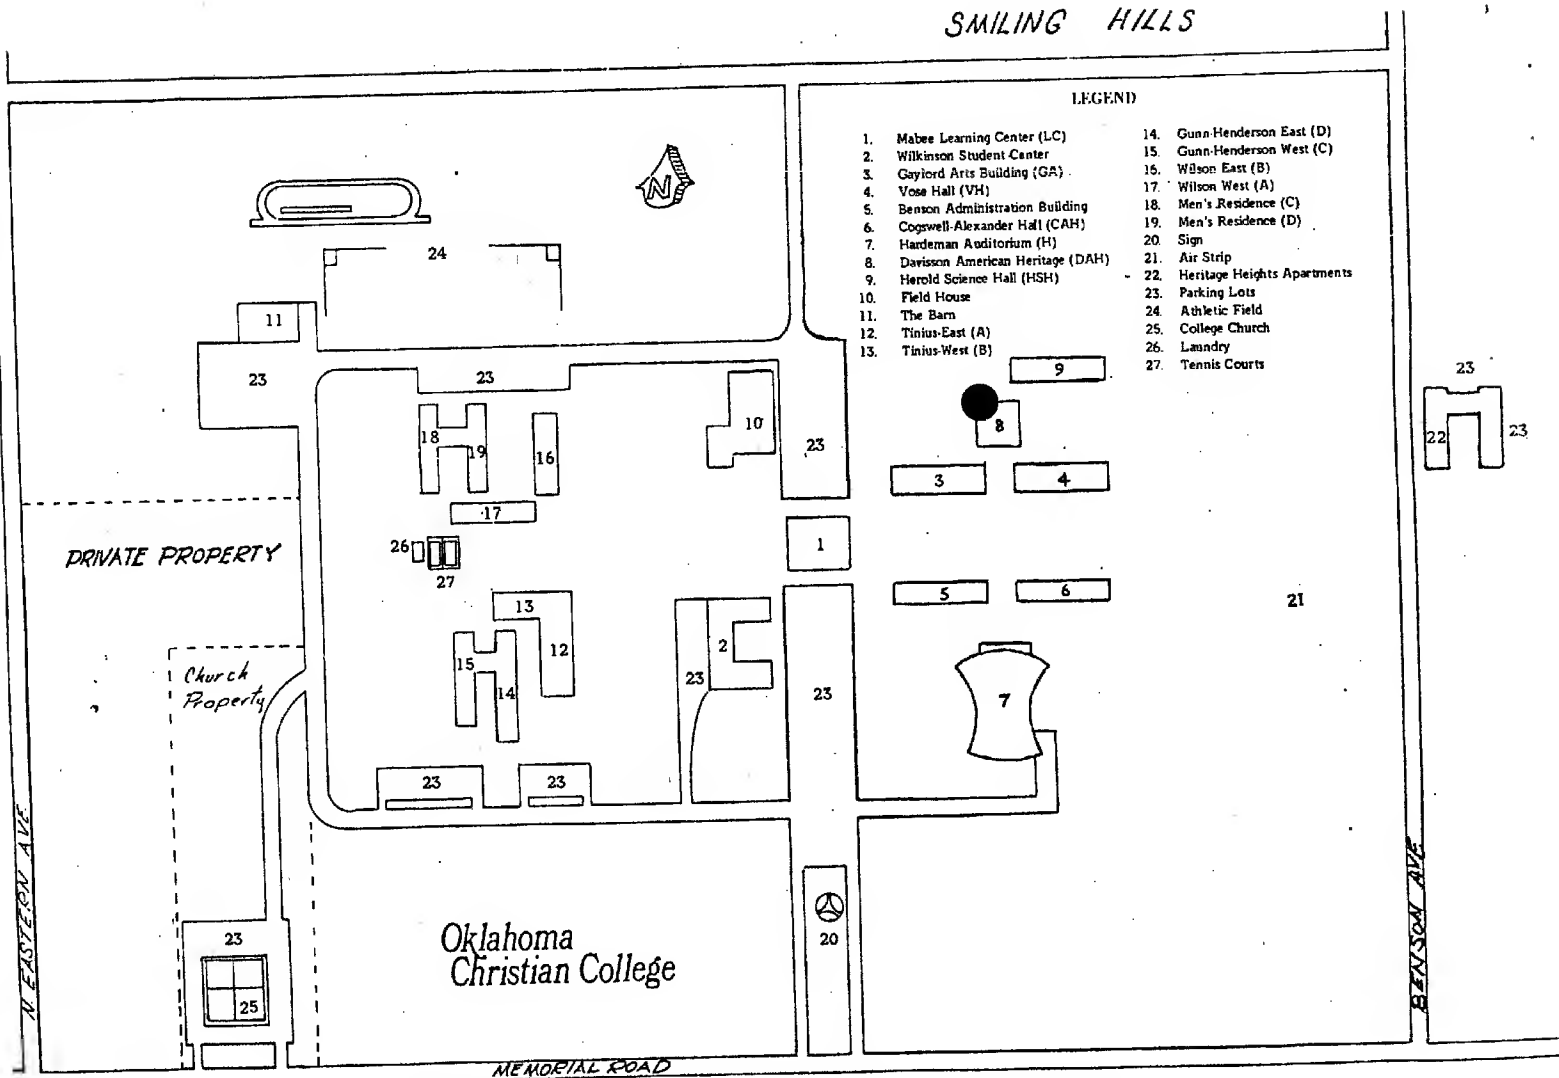 SMILING HILLS
LEGEND
1. Mabee Learning Center (LC)
2. Wilkinson Student Center
3. Gaylord Arts Building (GA)
4. Vose Hall (VH)
5. Benson Administration Building
6. Cogswell-Alexander Hall (CAH)
7. Hardeman Auditorium (H)
8. Davisson American Heritage (DAH)
9. Herold Science Hall (HSH)
10. Field House
11. The Barn
12. Tinius-East (A)
13. Tinius-West (B)
14. Gunn-Henderson East (D)
15. Gunn-Henderson West (C)
16. Wilson East (B)
17. Wilson West (A)
18. Men's Residence (C)
19. Men's Residence (D)
20. Sign
21. Air Strip
22. Heritage Heights Apartments
23. Parking Lots
24. Athletic Field
25. College Church
26. Laundry
27. Tennis Courts
N
24
11
23
23
18
19
16
17
26
27
10
23
9
8
3
4
23
22
23
PRIVATE PROPERTY
1
5
6
21
13
12
15
14
2
23
23
7
Church
Property
23
23
N EASTERN AVE
BENSON AVE
23
25
20
Oklahoma
Christian College
MEMORIAL ROAD